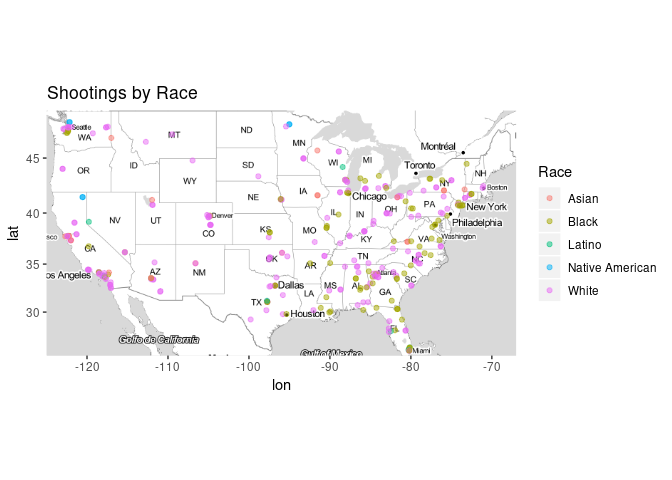 Shootings by Race
Seattle
WA
MT
ND
MN
OR
ID
SD
WI
MI
Montréal
Toronto
NH
Boston
NY
WY
IA
Chicago
NE
PA
New York
Philadelphia
NV
UT
Denver
CO
IL
IN
OH
KS
MO
KY
VA
Washington
CA
sco
os Angeles
AZ
NM
OK
AR
TN
NC
SC
Atlanta
TX
Dallas
LA
MS
AL
GA
Houston
FL
Miami
Golfo de California
Gulf of Mexico
45
40
35
30
lat
-120
-110
-100
-90
-80
-70
lon
Race
Asian
Black
Latino
Native American
White